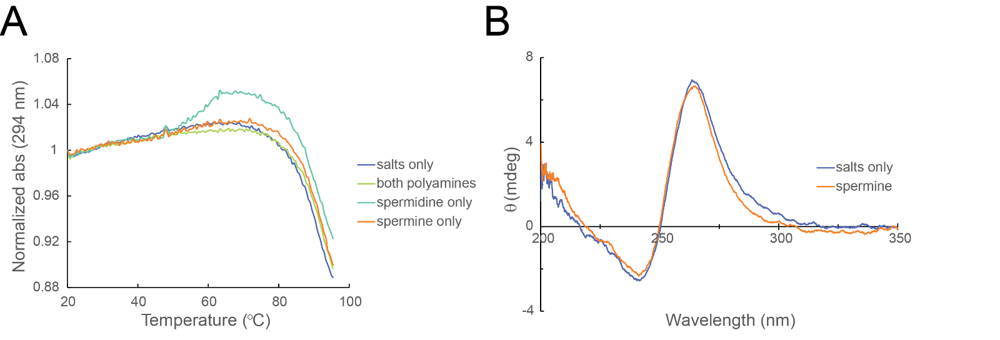 A
1.08
1.04
1
0.96
0.92
0.88
Normalized abs (294 nm)
20
40
60
80
100
Temperature (°C)
salts only
both polyamines
spermidine only
spermine only
B
8
4
0
-4
θ (mdeg)
200
250
300
350
Wavelength (nm)
salts only
spermine